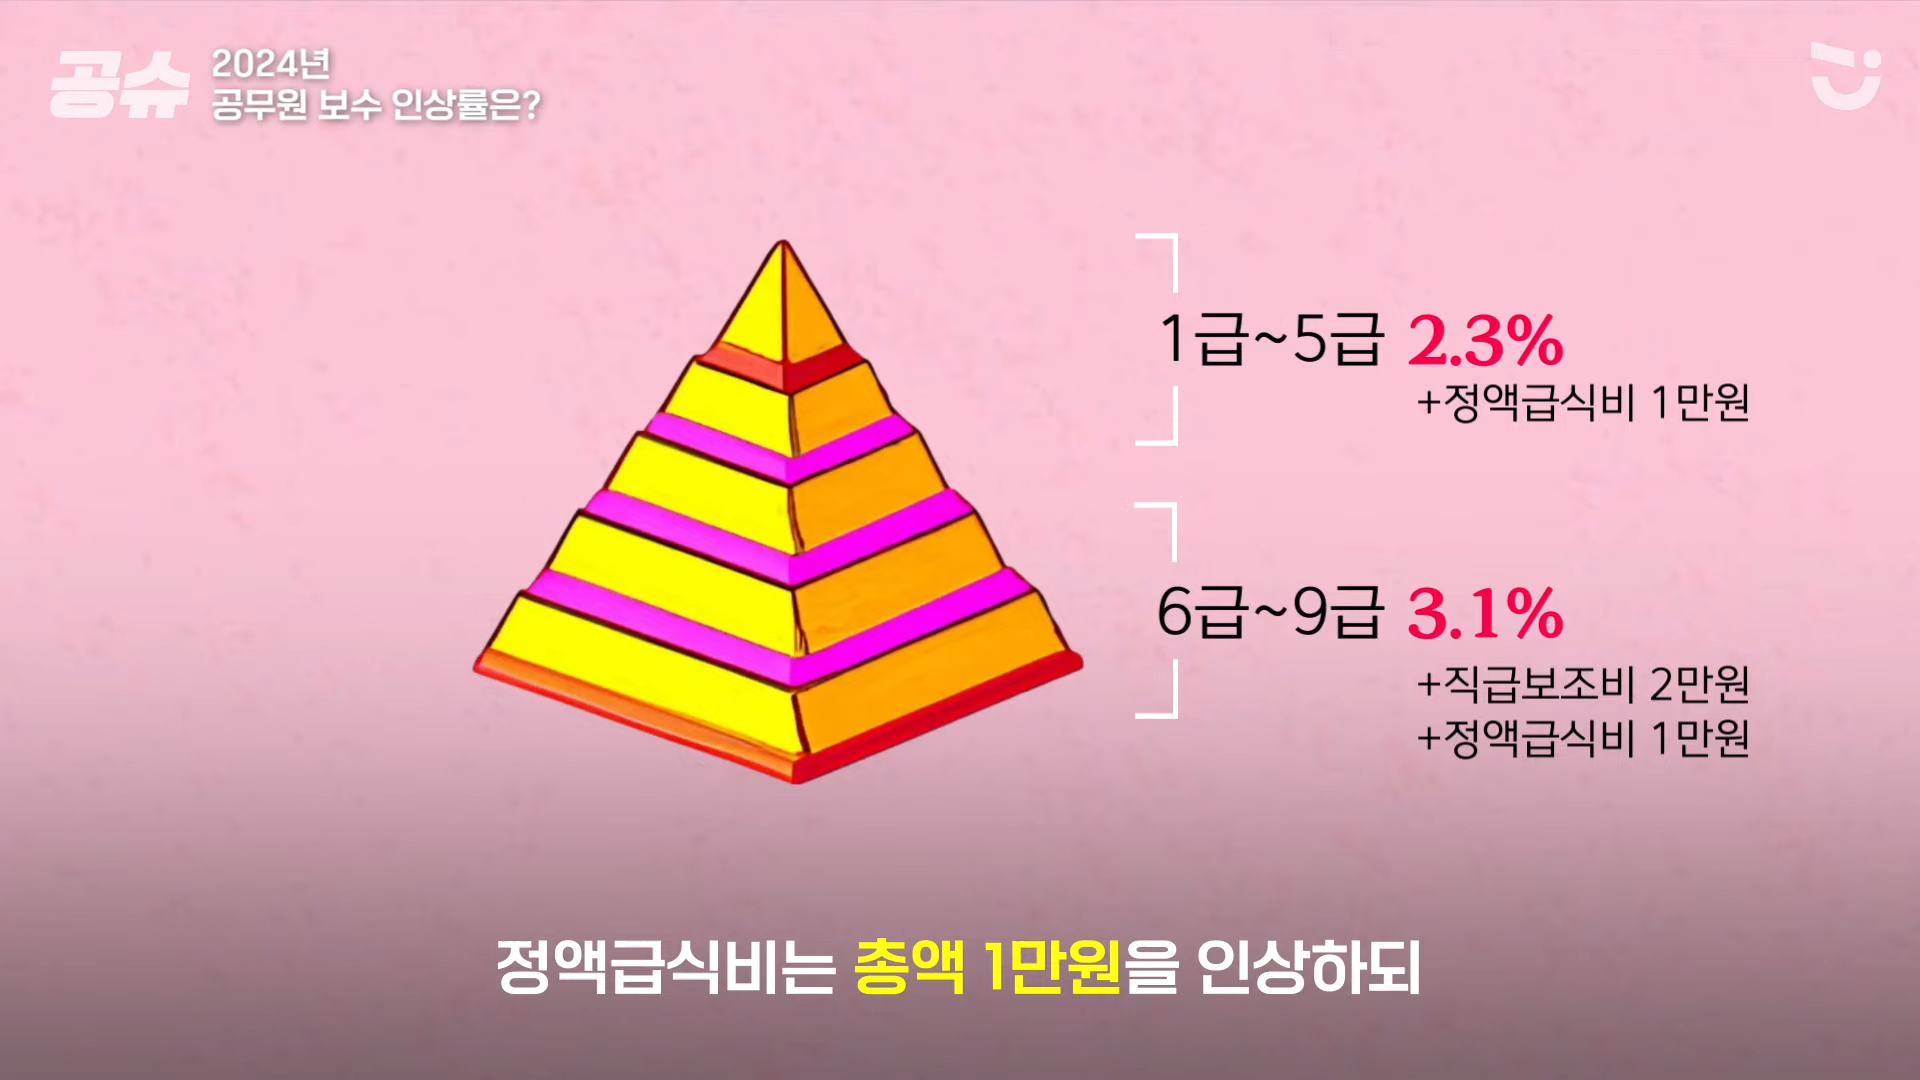 공슈
2024년
공무원 보수 인상률은?
1급~5급 2.3%
+정액급식비 1만원
6급~9급 3.1%
+직급보조비 2만원
+정액급식비 1만원
정액급식비는 총액 1만원을 인상하되